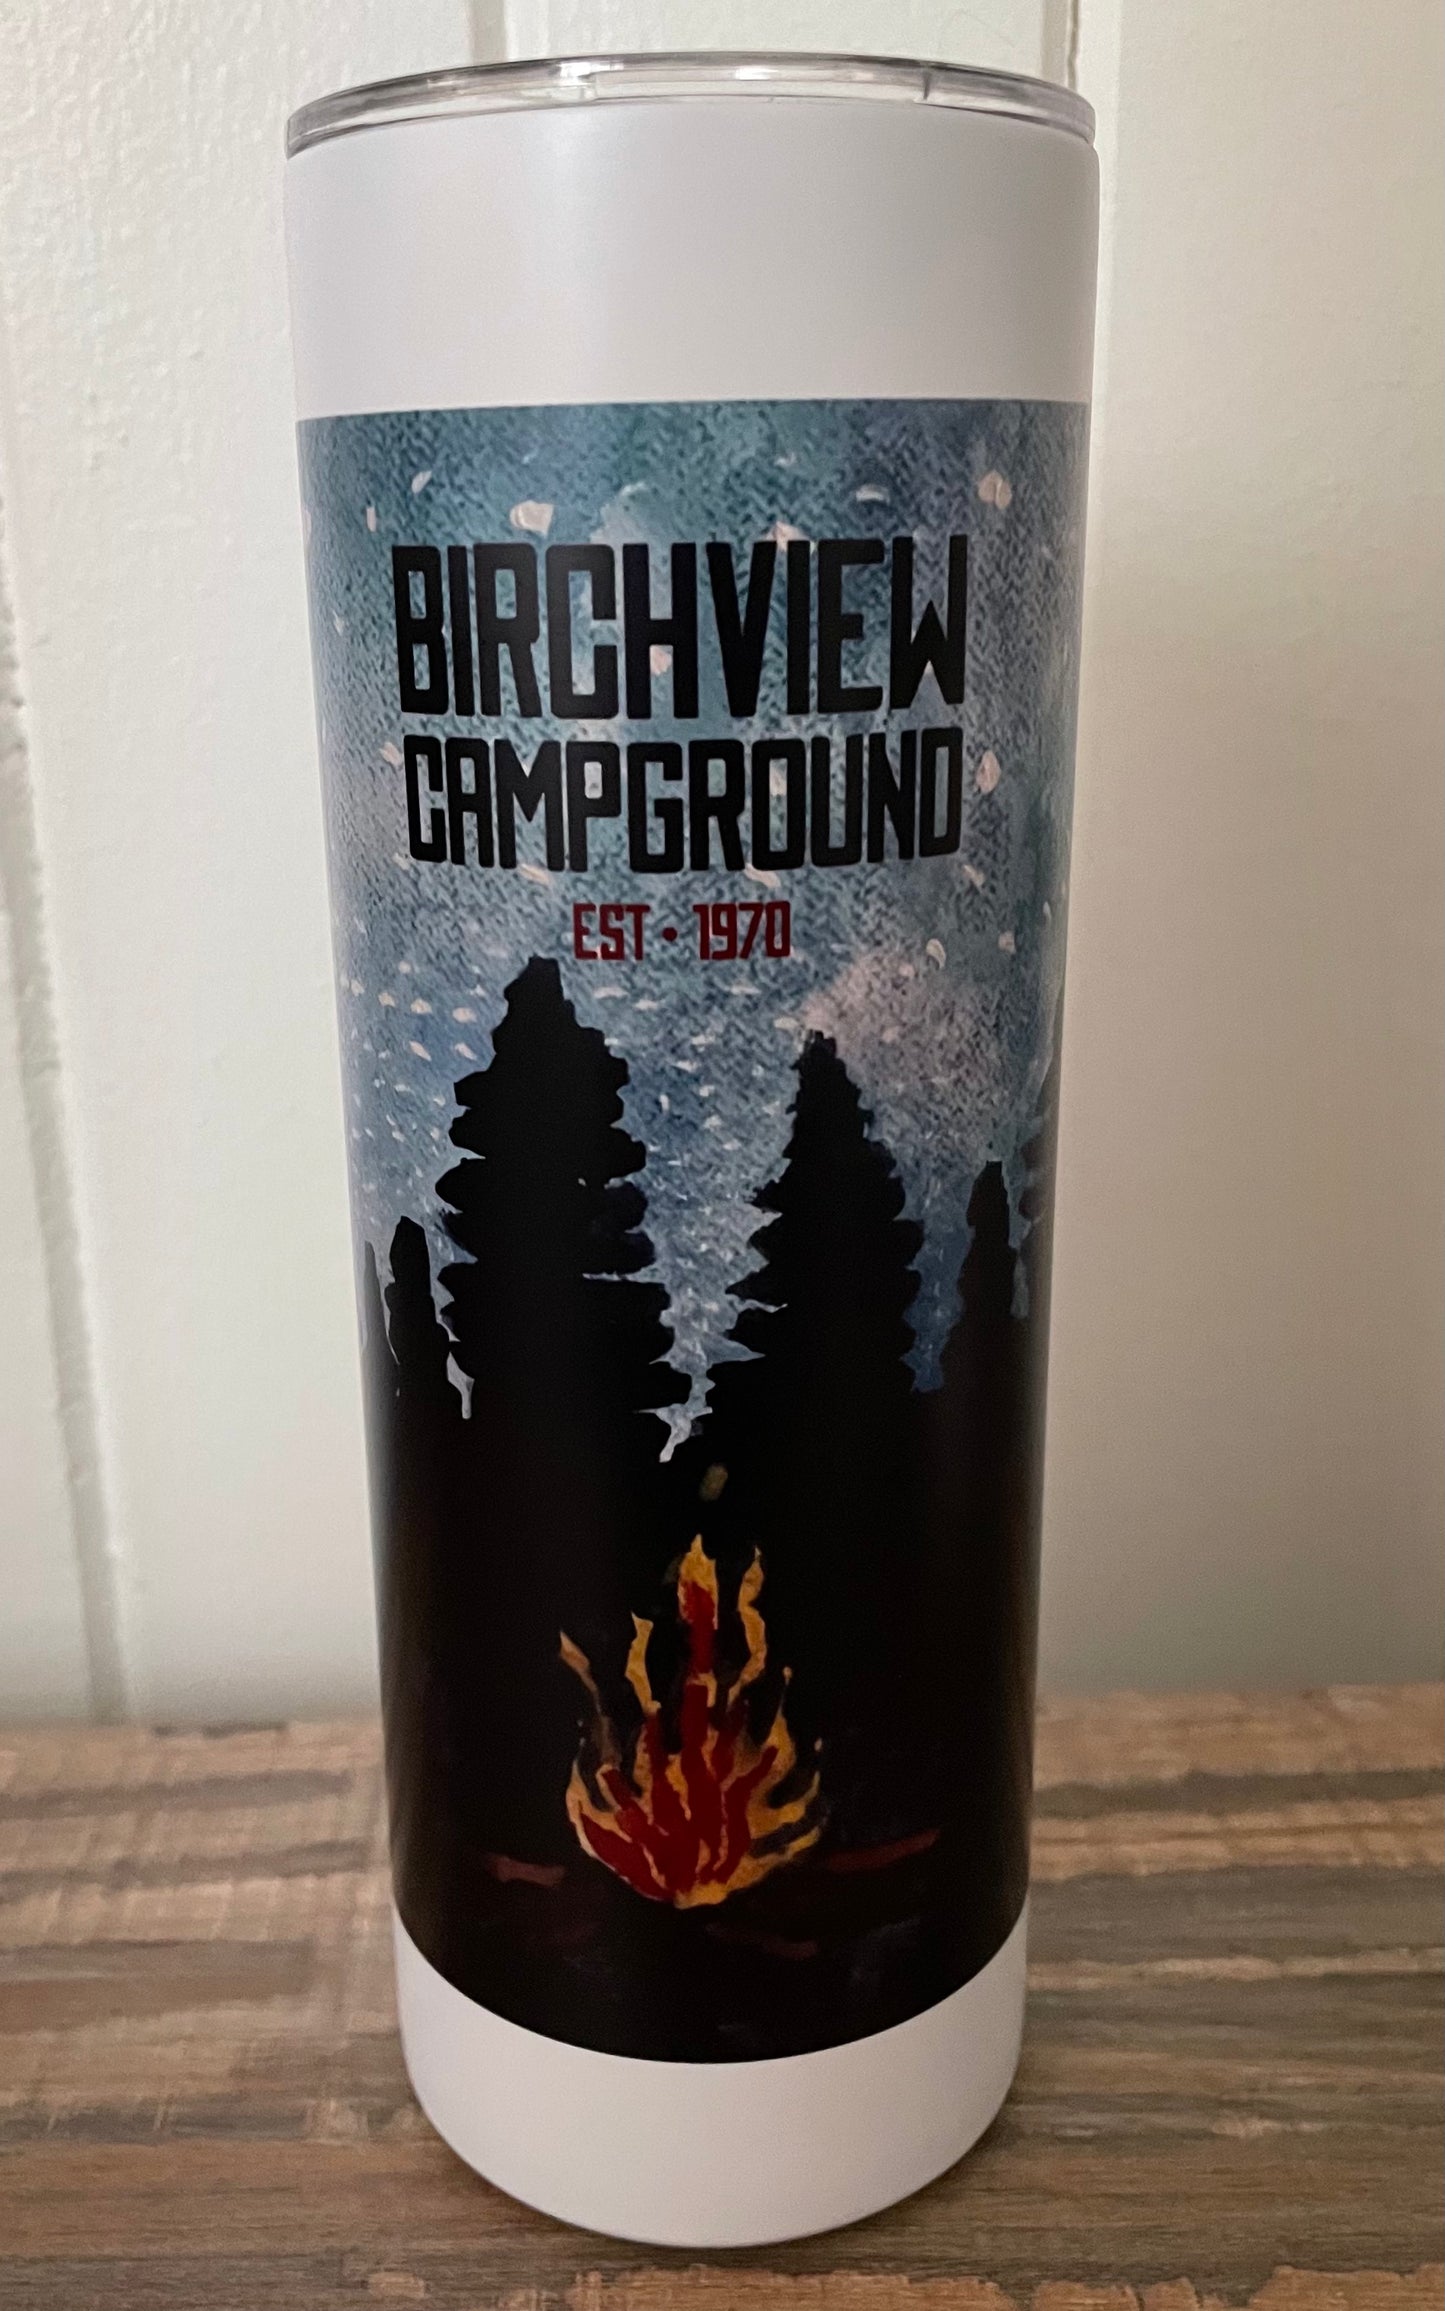 BIRCHVIEW
CAMPGROUND
EST • 1970